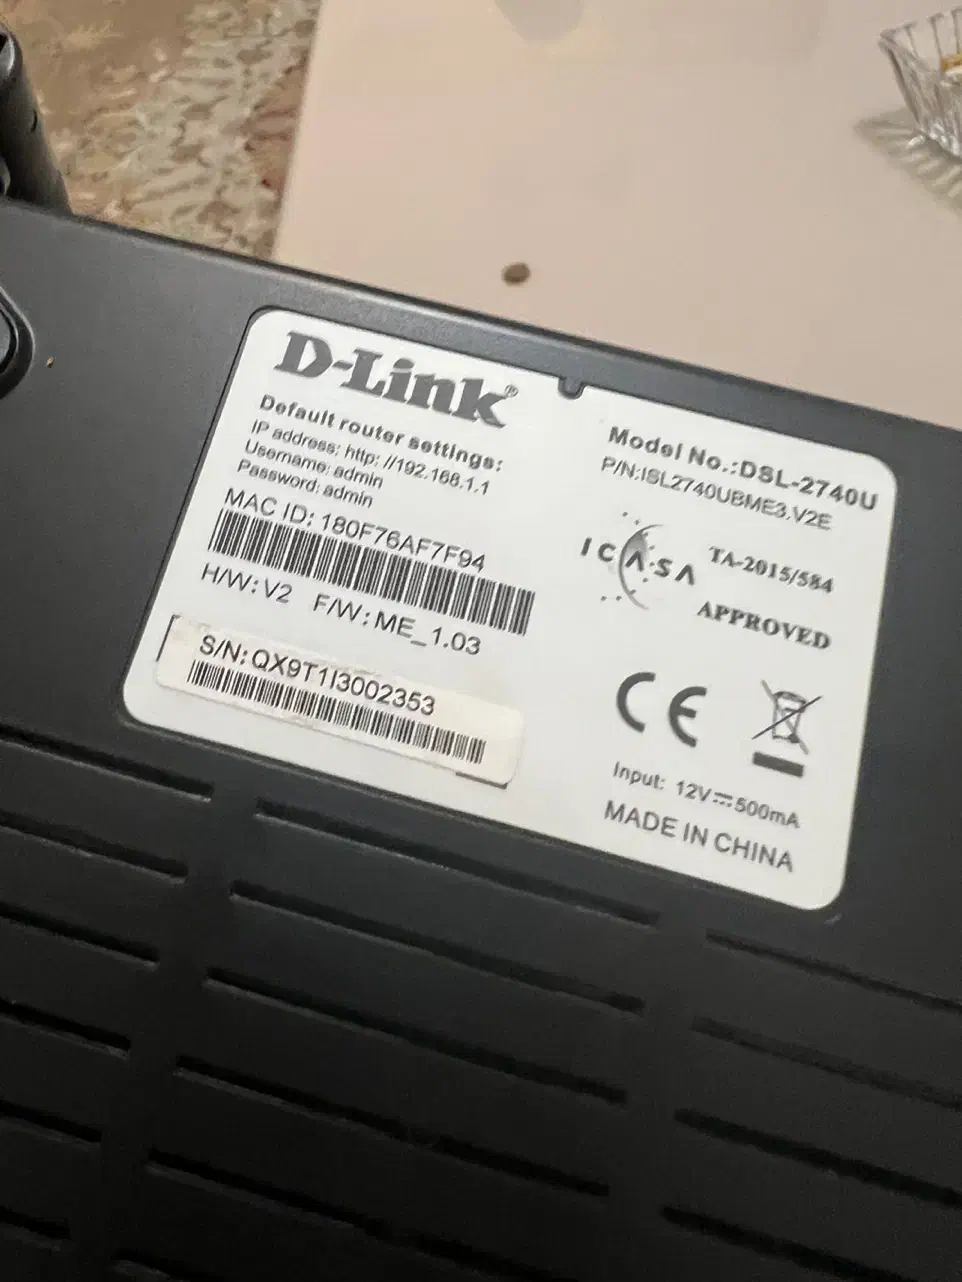 D-Link®
Default router settings:
IP address: http: //192.168.1.1
Username: admin
Password: admin
MAC ID: 180F76AF7F94
H/W: V2 F/W: ME_1.03
S/N: QX9T1I3002353
Model No.:DSL-2740U
P/N:ISL2740UBME3.V2E
ICASA
TA-2015/584
APPROVED
CE
Input: 12V⎓500mA
MADE IN CHINA